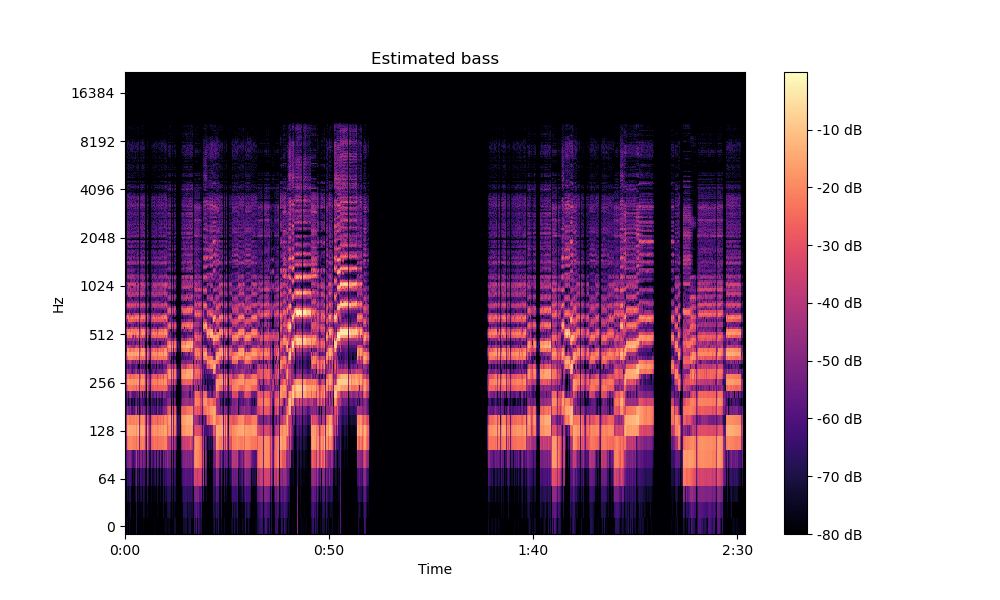 Estimated bass
Hz
16384
8192
4096
2048
1024
512
256
128
64
0
0:00
0:50
1:40
2:30
Time
-10 dB
-20 dB
-30 dB
-40 dB
-50 dB
-60 dB
-70 dB
-80 dB